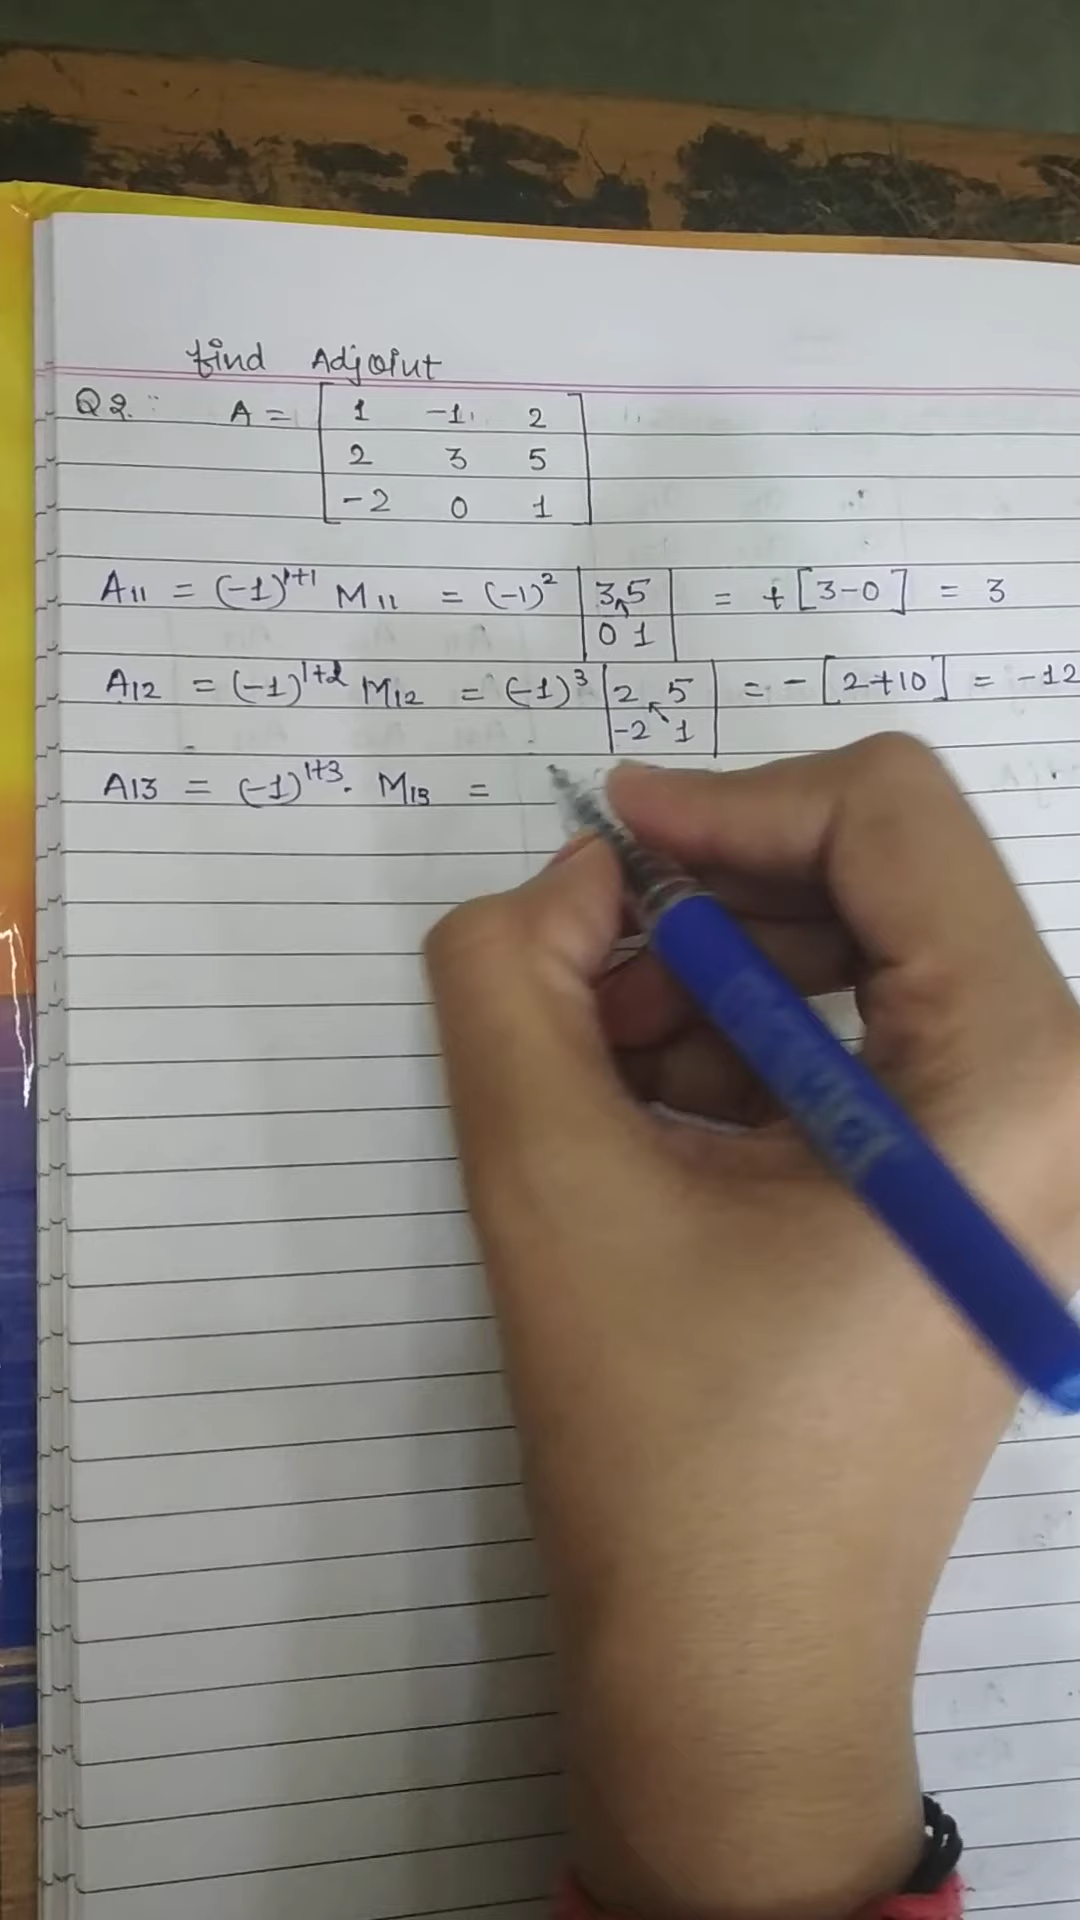 find Adjoint
Q2. A = [ 1 -1 2
2 3 5
-2 0 1 ]
A11 = (-1)^1+1 M11 = (-1)^2 | 3 5 | = +[3-0] = 3
0 1
A12 = (-1)^1+2 M12 = (-1)^3 | 2 5 | = -[2+10] = -12
-2 1
A13 = (-1)^1+3 . M13 =